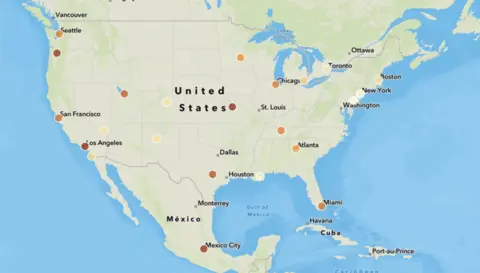 Vancouver
Seattle
Ottawa
Toronto
Boston
Chicago
New York
United
States
Washington
St. Louis
San Francisco
Los Angeles
Atlanta
Dallas
Houston
Monterrey
Gulf of
Mexico
Miami
México
Havana
Cuba
Mexico City
Port-au-Prince
Caribbean